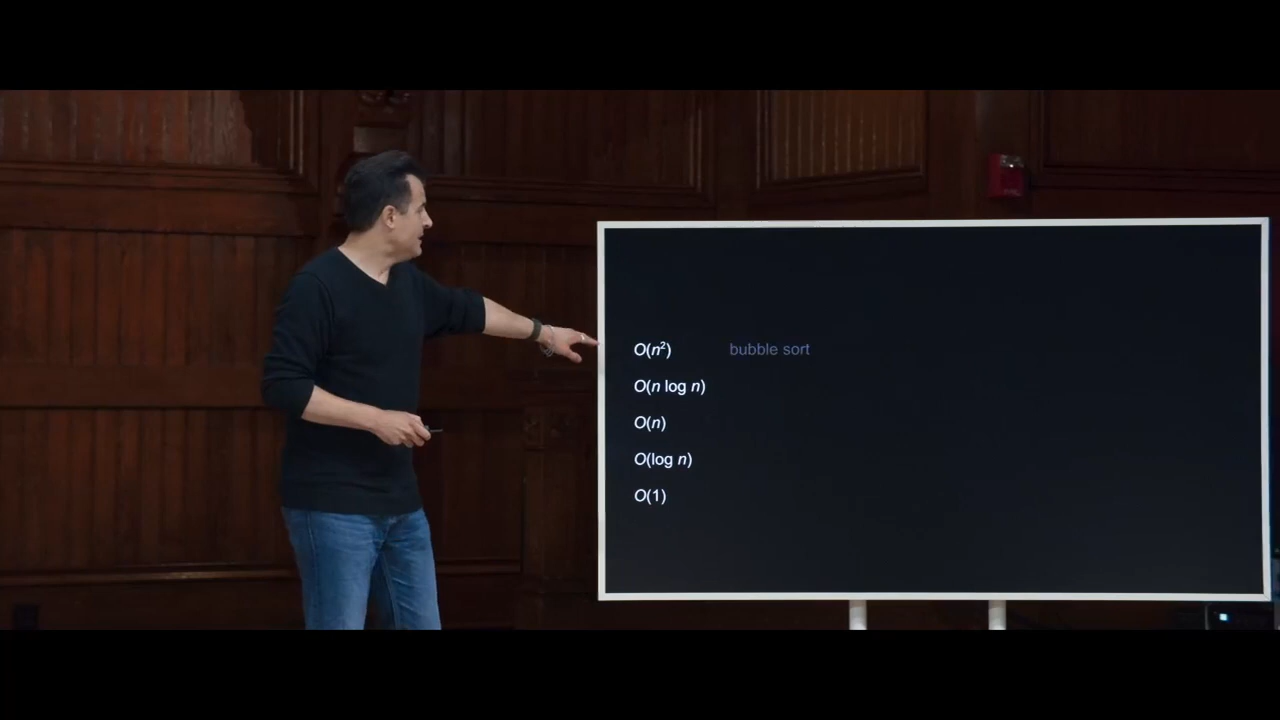 O(n²) bubble sort
O(n log n)
O(n)
O(log n)
O(1)